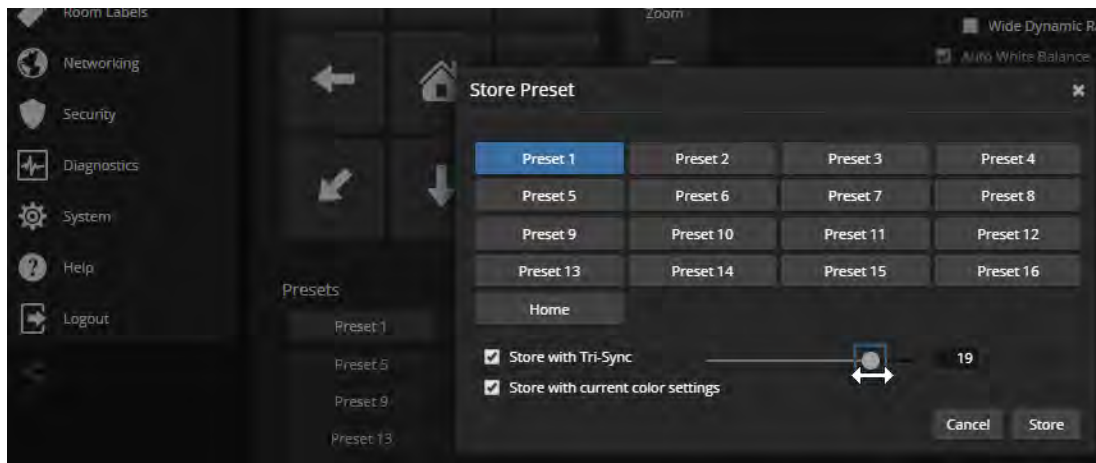 Room Labels
Zoom
Wide Dynamic Ra
Networking
Auto White Balance
Store Preset
Security
Preset 1 Preset 2 Preset 3 Preset 4
Diagnostics
Preset 5 Preset 6 Preset 7 Preset 8
System
Preset 9 Preset 10 Preset 11 Preset 12
Help
Preset 13 Preset 14 Preset 15 Preset 16
Presets
Home
Logout
Preset 1
Store with Tri-Sync 19
Preset 5
Store with current color settings
Preset 9
Cancel Store
Preset 13